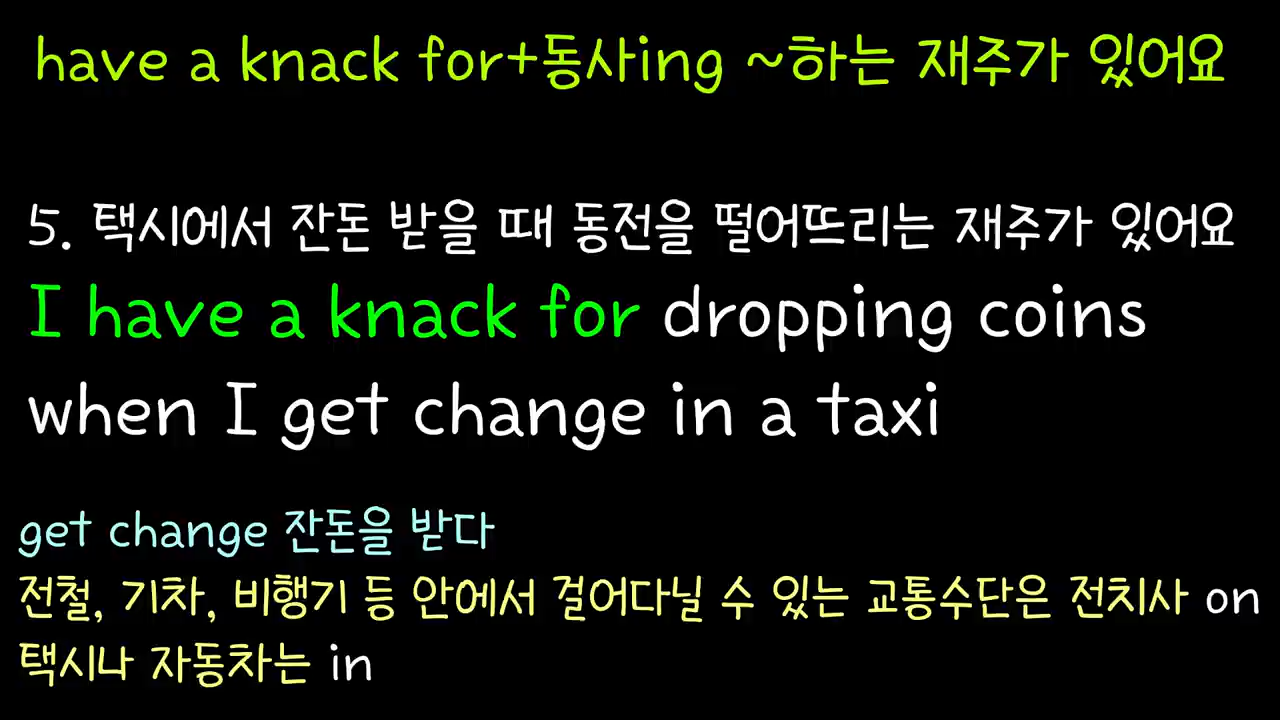 have a knack for+동사ing ~하는 재주가 있어요
5. 택시에서 잔돈 받을 때 동전을 떨어뜨리는 재주가 있어요
I have a knack for dropping coins
when I get change in a taxi
get change 잔돈을 받다
전철, 기차, 비행기 등 안에서 걸어다닐 수 있는 교통수단은 전치사 on
택시나 자동차는 in